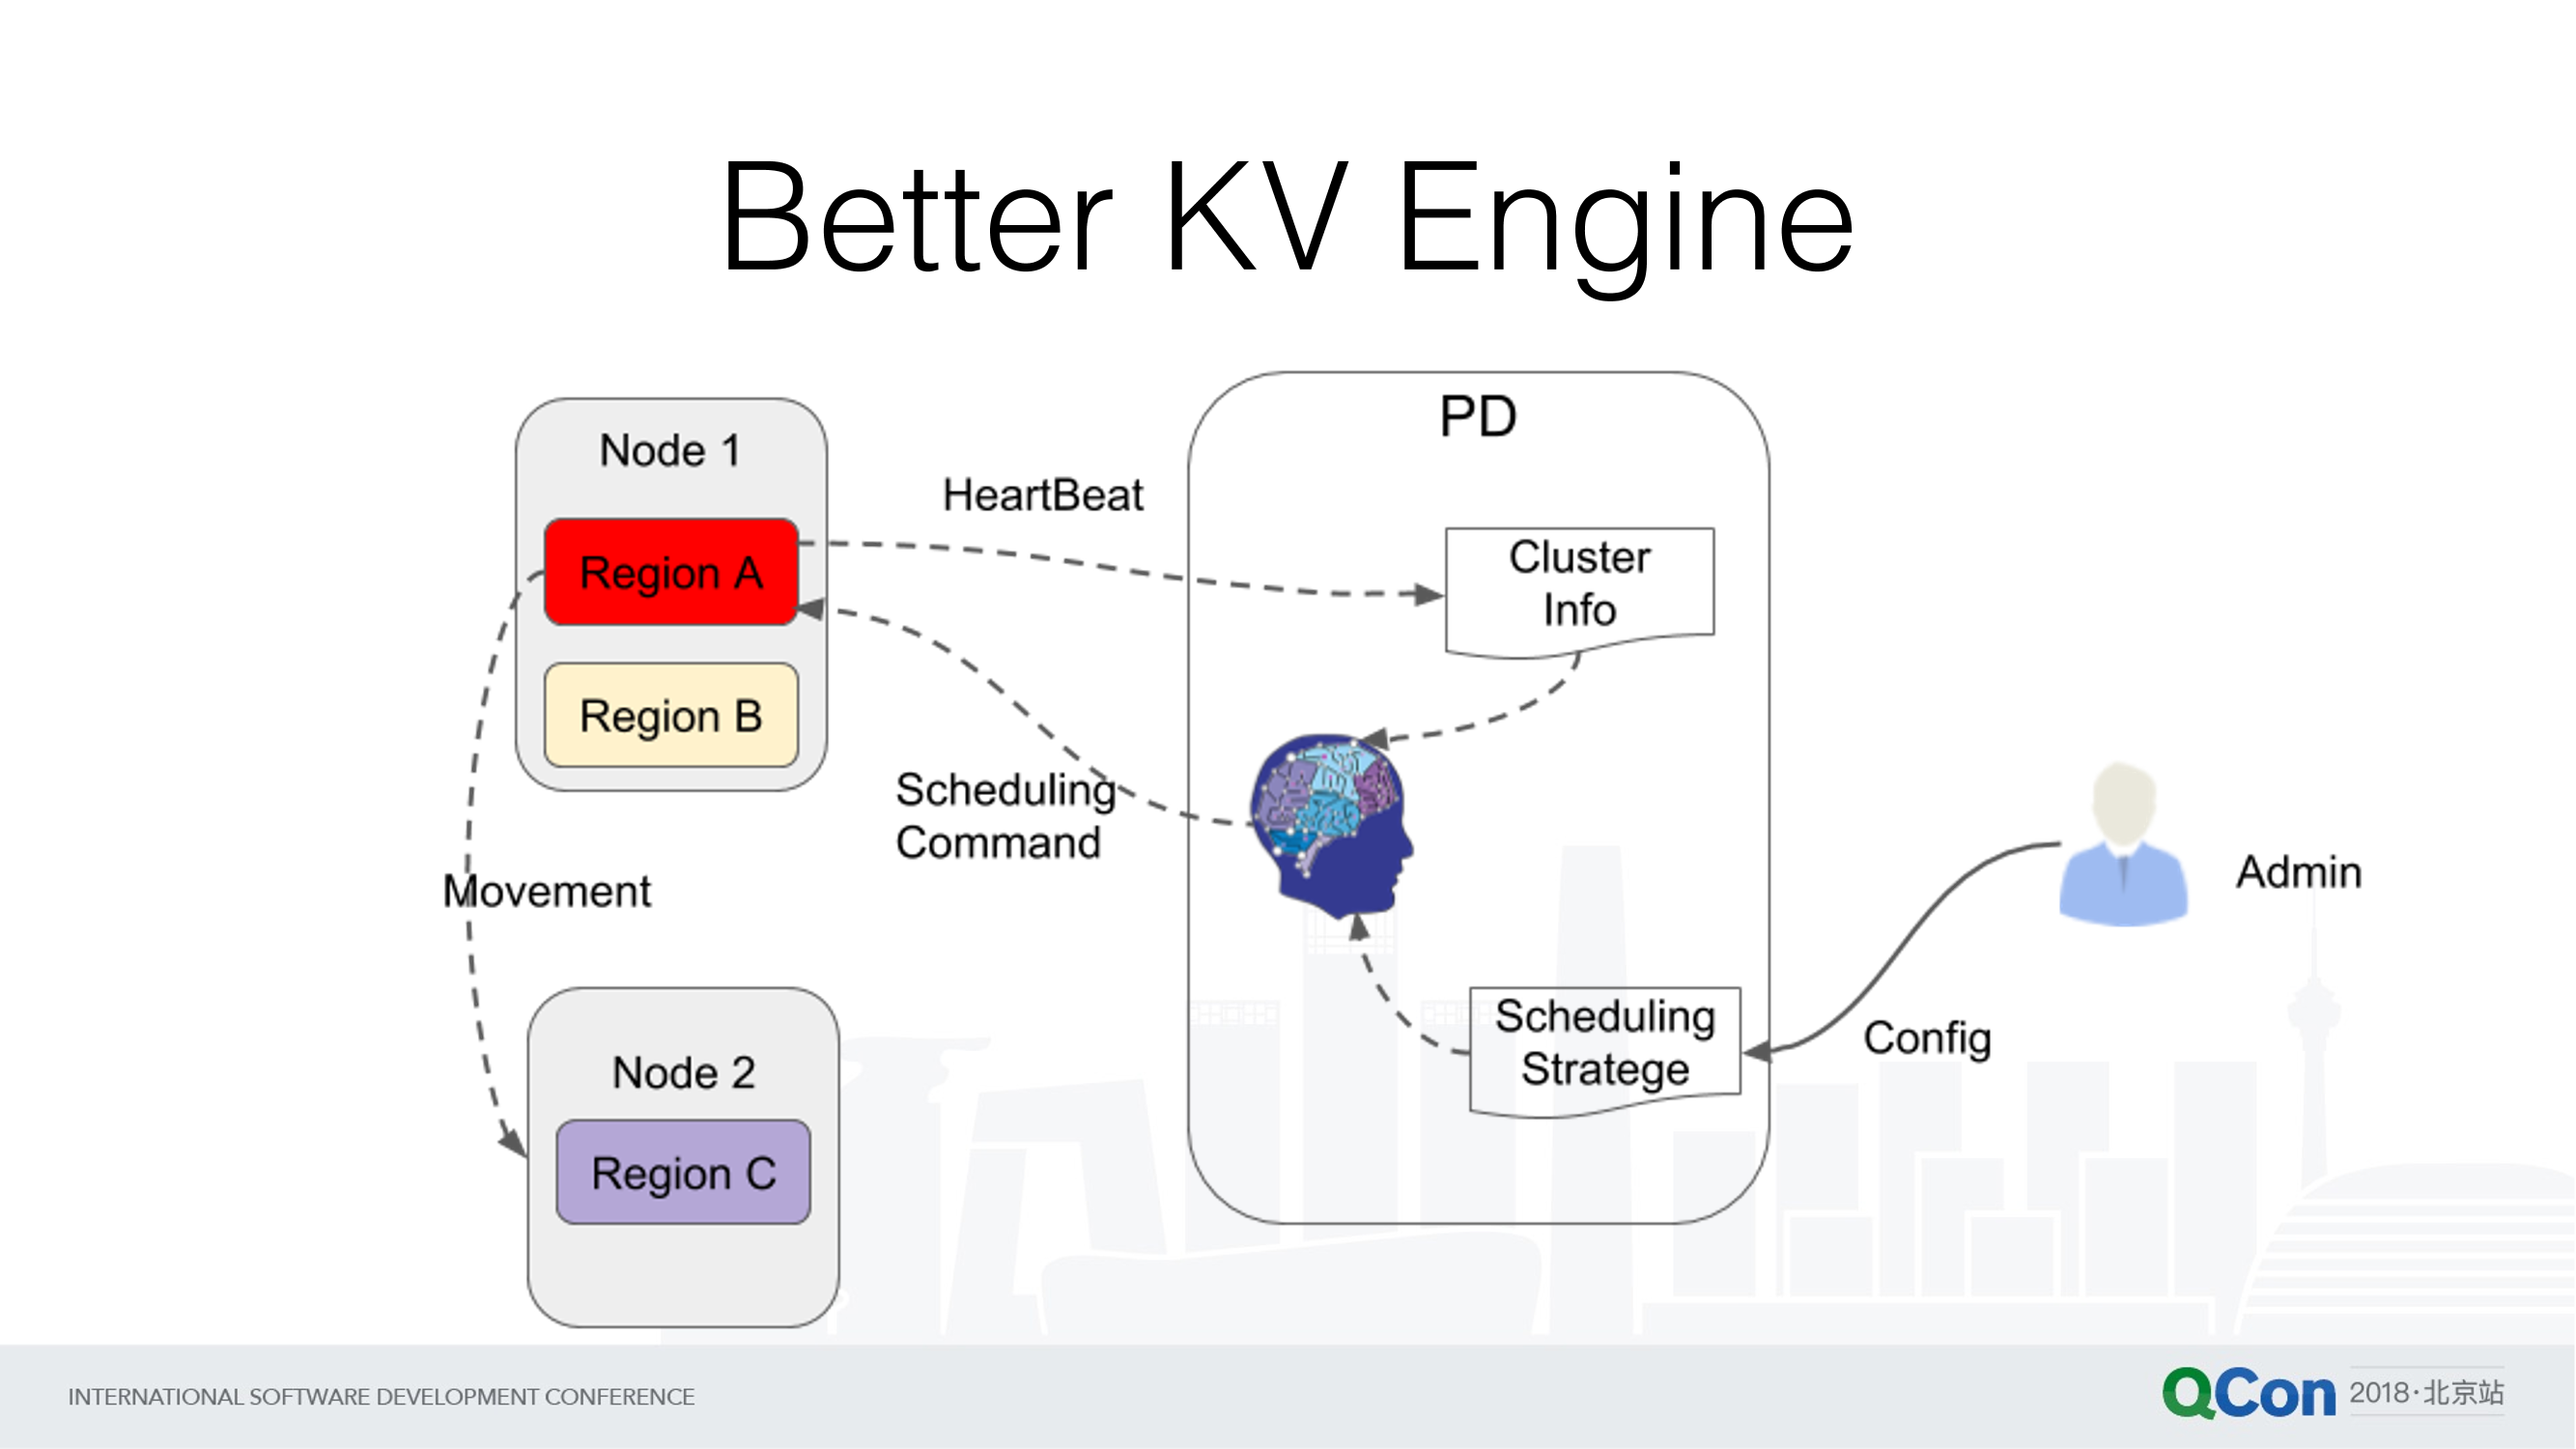 Better KV Engine
Node 1
Region A
Region B
HeartBeat
PD
Cluster
Info
Scheduling
Command
Movement
Node 2
Region C
Scheduling
Stratege
Config
Admin
INTERNATIONAL SOFTWARE DEVELOPMENT CONFERENCE
QCon 2018·北京站